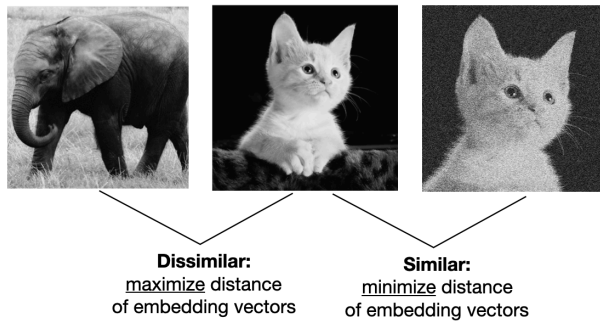 Dissimilar:
maximize distance
of embedding vectors
Similar:
minimize distance
of embedding vectors